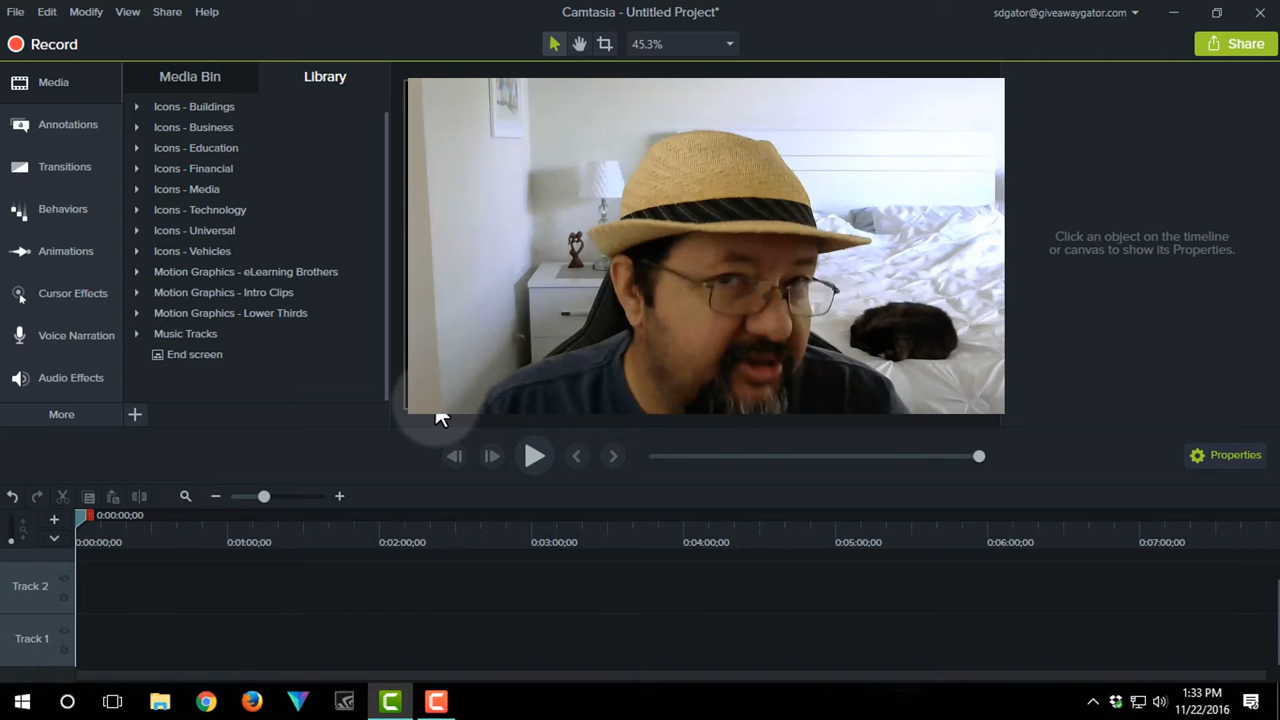 File Edit Modify View Share Help
Camtasia - Untitled Project*
sdgator@giveawaygator.com
Record
45.3%
Share
Media
Annotations
Transitions
Behaviors
Animations
Cursor Effects
Voice Narration
Audio Effects
More
Media Bin
Library
Icons - Buildings
Icons - Business
Icons - Education
Icons - Financial
Icons - Media
Icons - Technology
Icons - Universal
Icons - Vehicles
Motion Graphics - eLearning Brothers
Motion Graphics - Intro Clips
Motion Graphics - Lower Thirds
Music Tracks
End screen
Click an object on the timeline
or canvas to show its Properties.
Properties
0:00:00;00
0:00:00;00 0:01:00;00 0:02:00;00 0:03:00;00 0:04:00;00 0:05:00;00 0:06:00;00 0:07:00;00
Track 2
Track 1
1:33 PM
11/22/2016